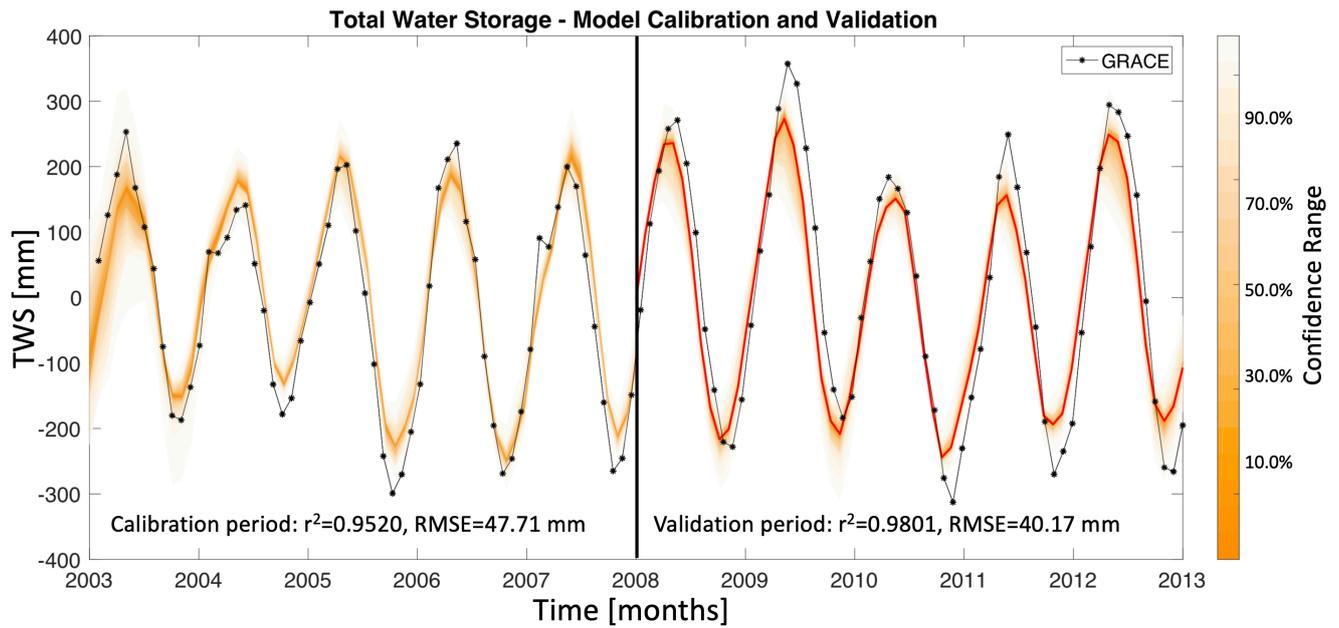 Total Water Storage - Model Calibration and Validation
400
300
200
100
0
-100
-200
-300
-400
TWS [mm]
GRACE
Calibration period: r²=0.9520, RMSE=47.71 mm
Validation period: r²=0.9801, RMSE=40.17 mm
2003 2004 2005 2006 2007 2008 2009 2010 2011 2012 2013
Time [months]
90.0%
70.0%
50.0%
30.0%
10.0%
Confidence Range